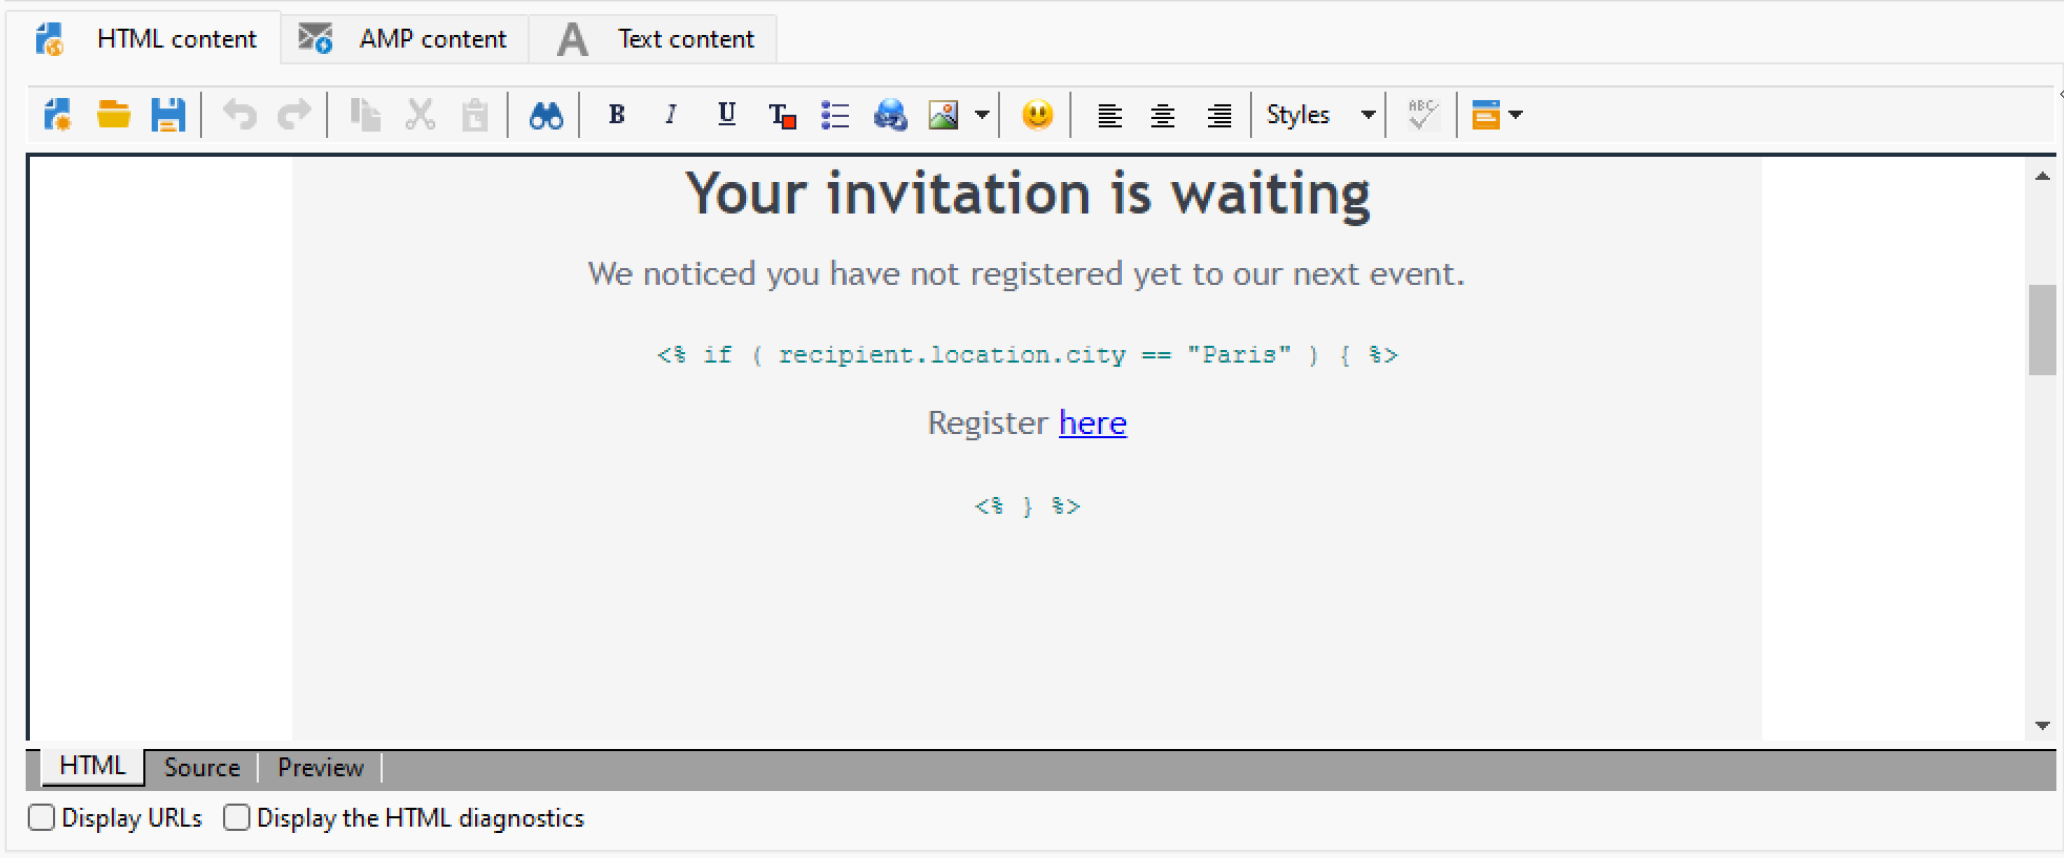 HTML content AMP content Text content
B I U T Styles ABC
Your invitation is waiting
We noticed you have not registered yet to our next event.
<% if ( recipient.location.city == "Paris" ) { %>
Register here
<% } %>
HTML Source Preview
Display URLs Display the HTML diagnostics